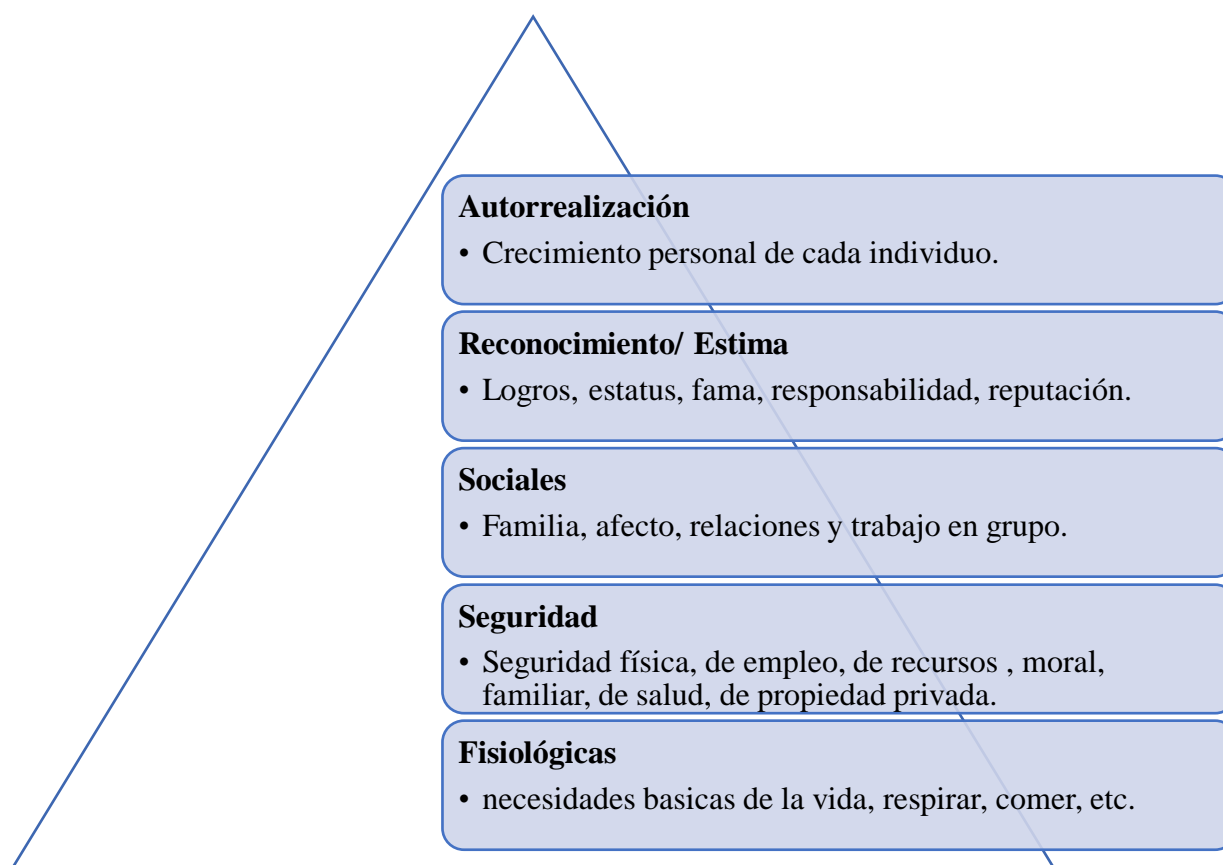 Autorrealización
• Crecimiento personal de cada individuo.
Reconocimiento/ Estima
• Logros, estatus, fama, responsabilidad, reputación.
Sociales
• Familia, afecto, relaciones y trabajo en grupo.
Seguridad
• Seguridad física, de empleo, de recursos , moral,
familiar, de salud, de propiedad privada.
Fisiológicas
• necesidades basicas de la vida, respirar, comer, etc.